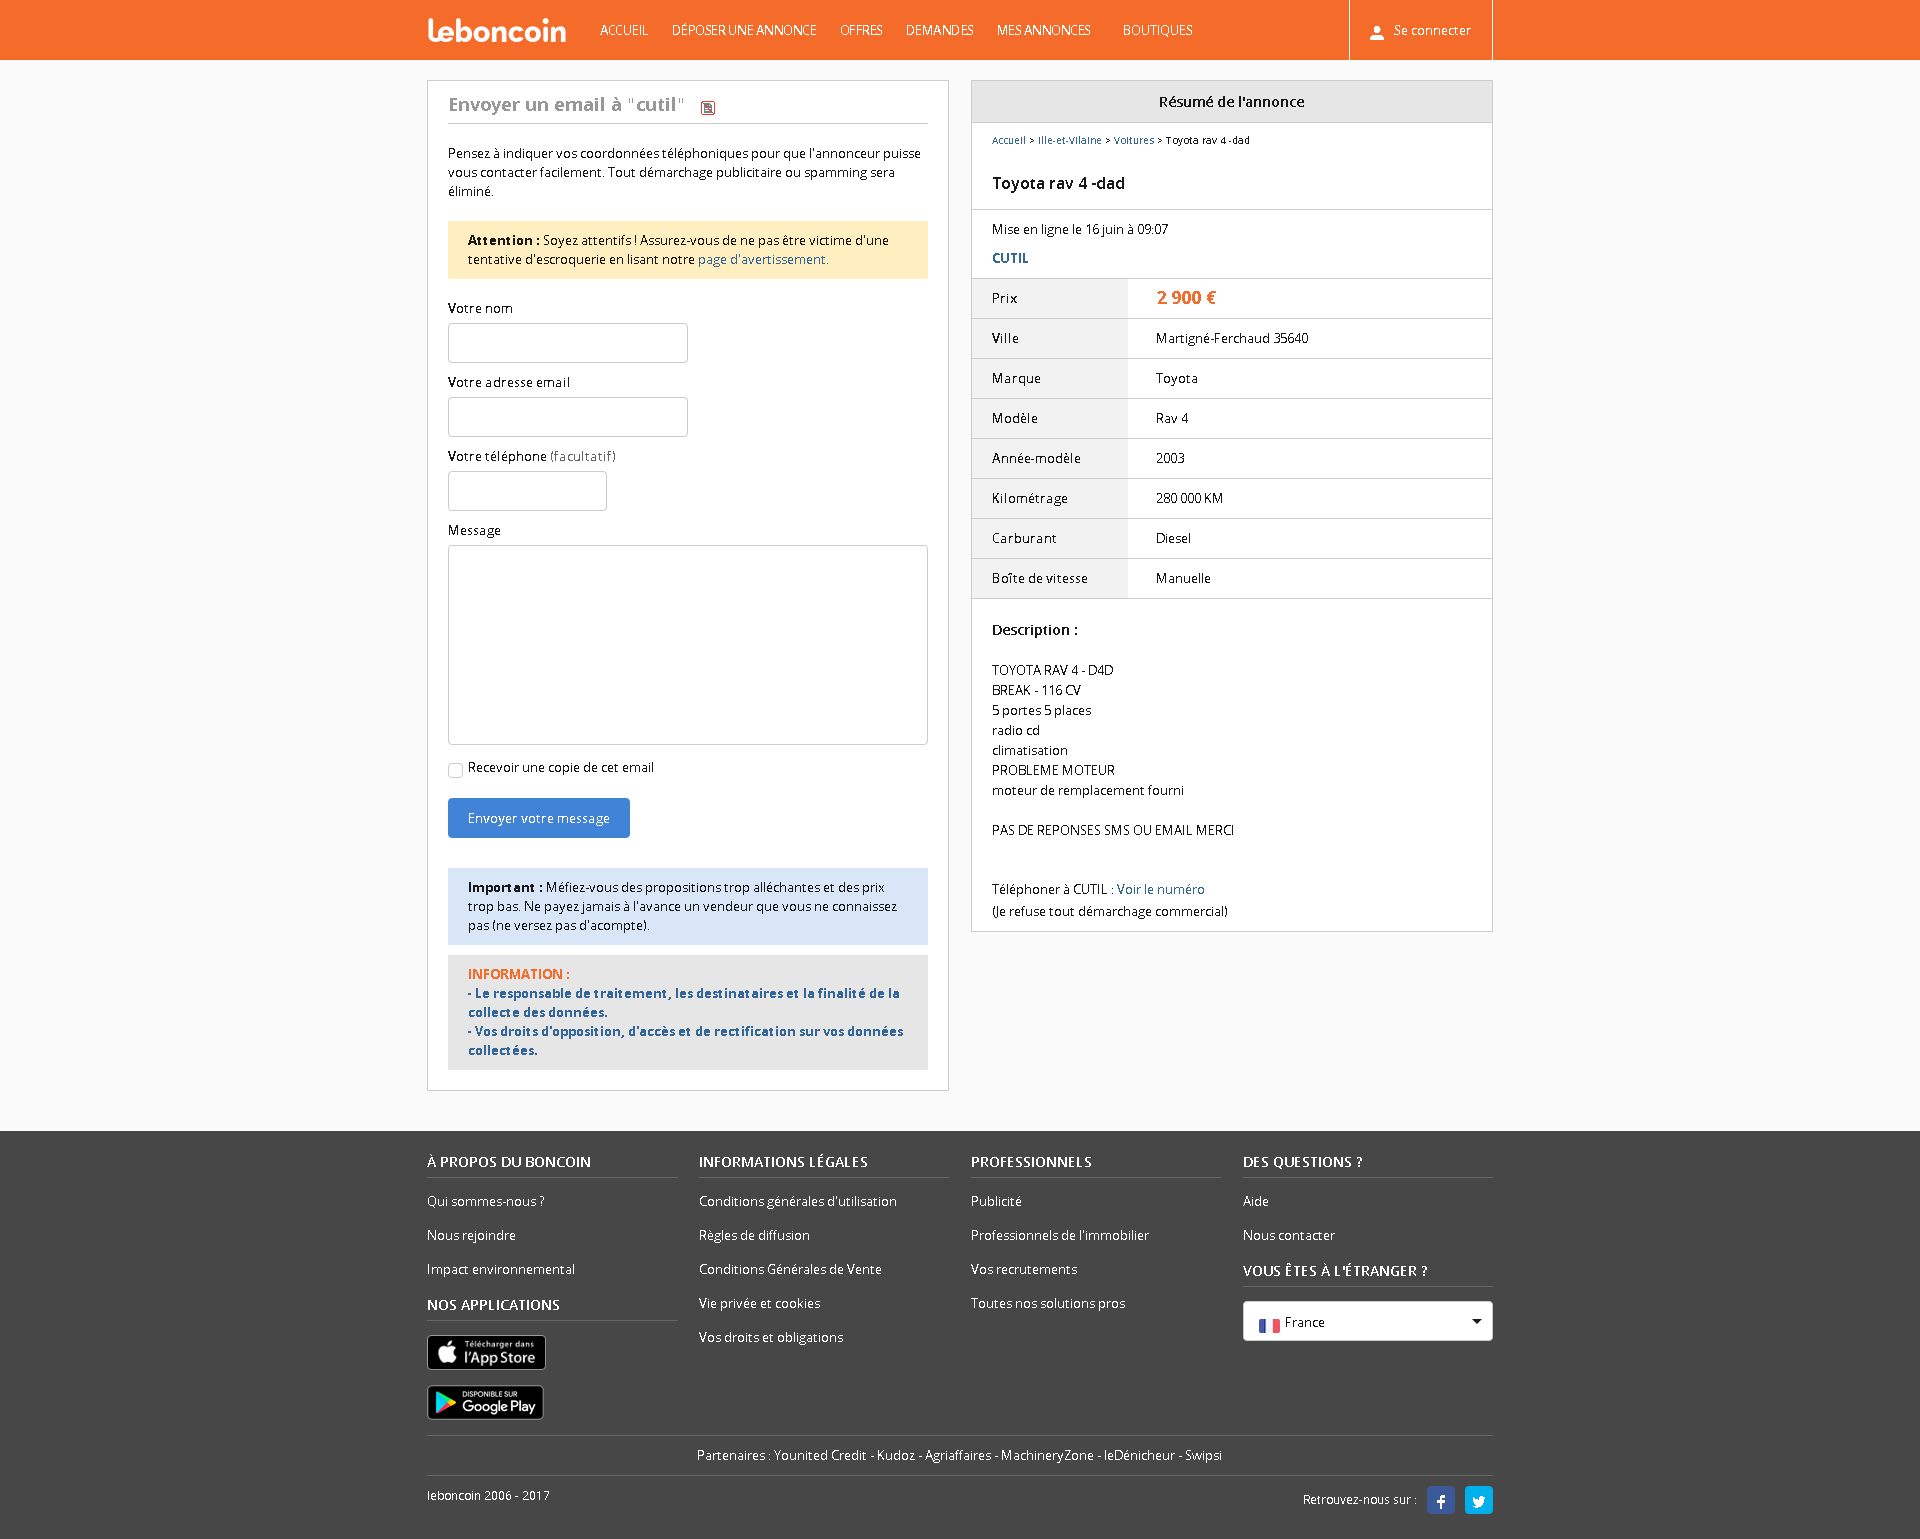 leboncoin
ACCUEIL
DÉPOSER UNE ANNONCE
OFFRES
DEMANDES
MES ANNONCES
BOUTIQUES
Se connecter
Envoyer un email à "cutil"
Pensez à indiquer vos coordonnées téléphoniques pour que l'annonceur puisse
vous contacter facilement. Tout démarchage publicitaire ou spamming sera
éliminé.
Attention : Soyez attentifs ! Assurez-vous de ne pas être victime d'une
tentative d'escroquerie en lisant notre page d'avertissement.
Votre nom
Votre adresse email
Votre téléphone (facultatif)
Message
Recevoir une copie de cet email
Envoyer votre message
Important : Méfiez-vous des propositions trop alléchantes et des prix
trop bas. Ne payez jamais à l'avance un vendeur que vous ne connaissez
pas (ne versez pas d'acompte).
INFORMATION :
- Le responsable de traitement, les destinataires et la finalité de la
collecte des données.
- Vos droits d'opposition, d'accès et de rectification sur vos données
collectées.
Résumé de l'annonce
Accueil > Ille-et-Vilaine > Voitures > Toyota rav 4 -dad
Toyota rav 4 -dad
Mise en ligne le 16 juin à 09:07
CUTIL
Prix 2 900 €
Ville Martigné-Ferchaud 35640
Marque Toyota
Modèle Rav 4
Année-modèle 2003
Kilométrage 280 000 KM
Carburant Diesel
Boîte de vitesse Manuelle
Description :
TOYOTA RAV 4 - D4D
BREAK - 116 CV
5 portes 5 places
radio cd
climatisation
PROBLEME MOTEUR
moteur de remplacement fourni
PAS DE REPONSES SMS OU EMAIL MERCI
Téléphoner à CUTIL : Voir le numéro
(Je refuse tout démarchage commercial)
À PROPOS DU BONCOIN
Qui sommes-nous ?
Nous rejoindre
Impact environnemental
NOS APPLICATIONS
Télécharger dans
l'App Store
DISPONIBLE SUR
Google Play
INFORMATIONS LÉGALES
Conditions générales d'utilisation
Règles de diffusion
Conditions Générales de Vente
Vie privée et cookies
Vos droits et obligations
PROFESSIONNELS
Publicité
Professionnels de l'immobilier
Vos recrutements
Toutes nos solutions pros
DES QUESTIONS ?
Aide
Nous contacter
VOUS ÊTES À L'ÉTRANGER ?
France
Partenaires : Younited Credit - Kudoz - Agriaffaires - MachineryZone - leDénicheur - Swipsi
leboncoin 2006 - 2017
Retrouvez-nous sur :